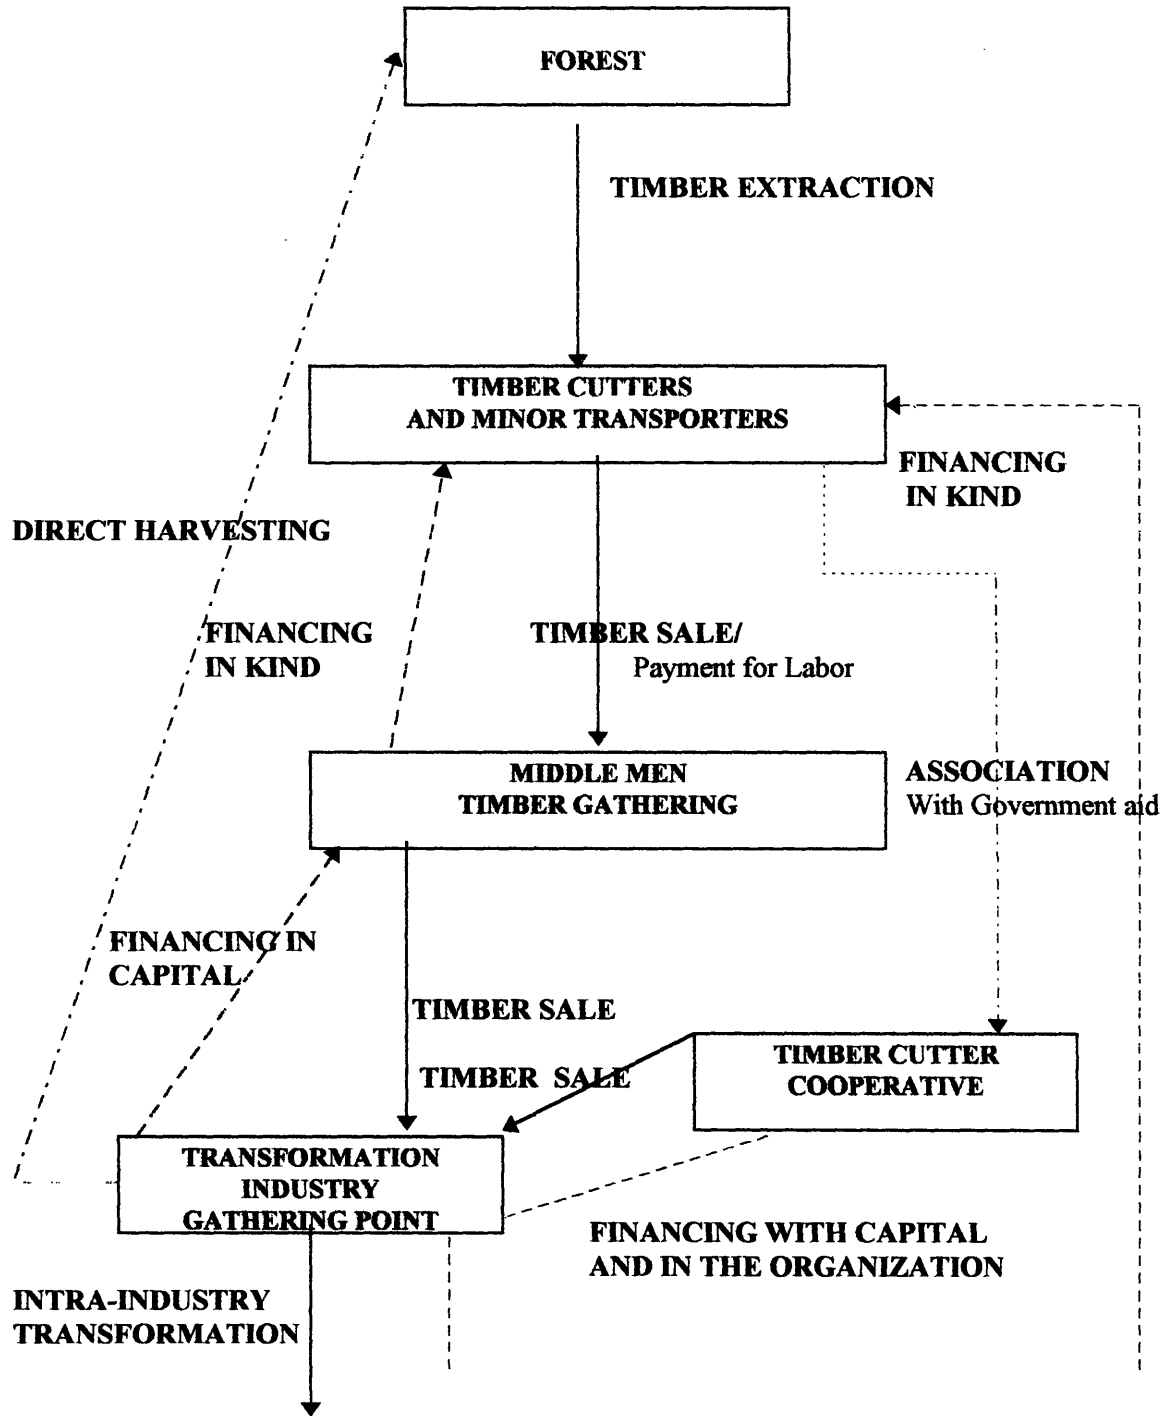 FOREST
TIMBER EXTRACTION
TIMBER CUTTERS
AND MINOR TRANSPORTERS
FINANCING
IN KIND
DIRECT HARVESTING
FINANCING
IN KIND
TIMBER SALE/
Payment for Labor
MIDDLE MEN
TIMBER GATHERING
ASSOCIATION
With Government aid
FINANCING IN
CAPITAL
TIMBER SALE
TIMBER SALE
TIMBER CUTTER
COOPERATIVE
TRANSFORMATION
INDUSTRY
GATHERING POINT
FINANCING WITH CAPITAL
AND IN THE ORGANIZATION
INTRA-INDUSTRY
TRANSFORMATION